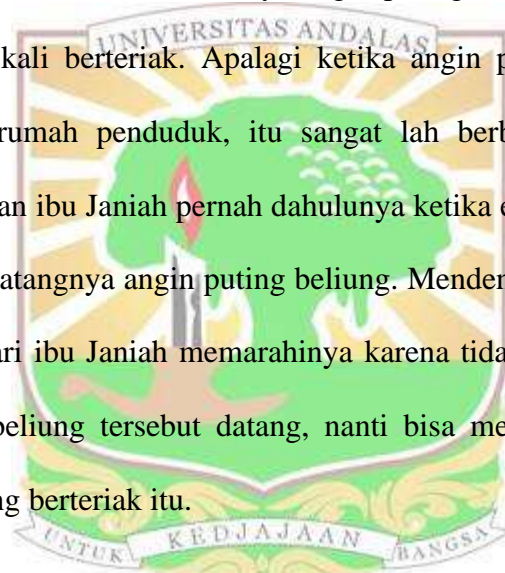 UNIVERSITAS ANDALAS
kali berteriak. Apalagi ketika angin p
rumah penduduk, itu sangat lah berb
an ibu Janiah pernah dahulunya ketika
atangnya angin puting beliung. Menden
ri ibu Janiah memarahinya karena tida
beliung tersebut datang, nanti bisa me
ng berteriak itu.
UNTUK KEDJAJAAN BANGSA